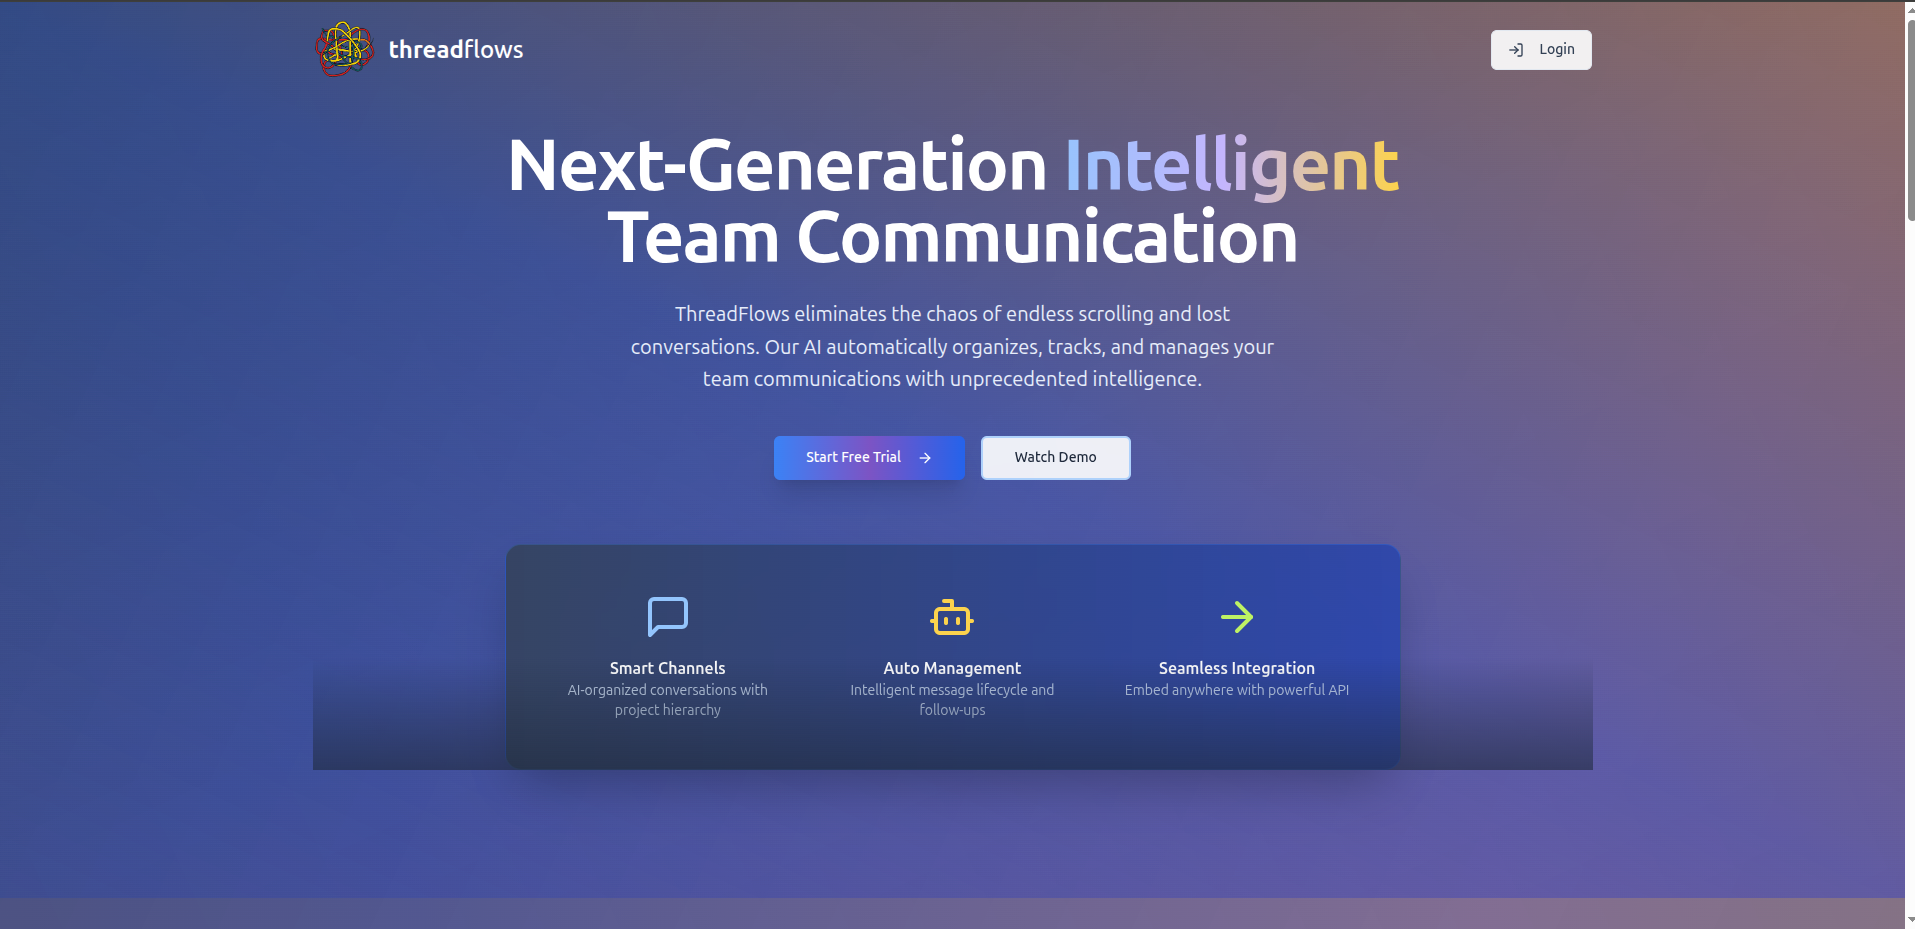 threadflows
Login
Next-Generation Intelligent
Team Communication
ThreadFlows eliminates the chaos of endless scrolling and lost
conversations. Our AI automatically organizes, tracks, and manages your
team communications with unprecedented intelligence.
Start Free Trial
Watch Demo
Smart Channels
AI-organized conversations with
project hierarchy
Auto Management
Intelligent message lifecycle and
follow-ups
Seamless Integration
Embed anywhere with powerful API